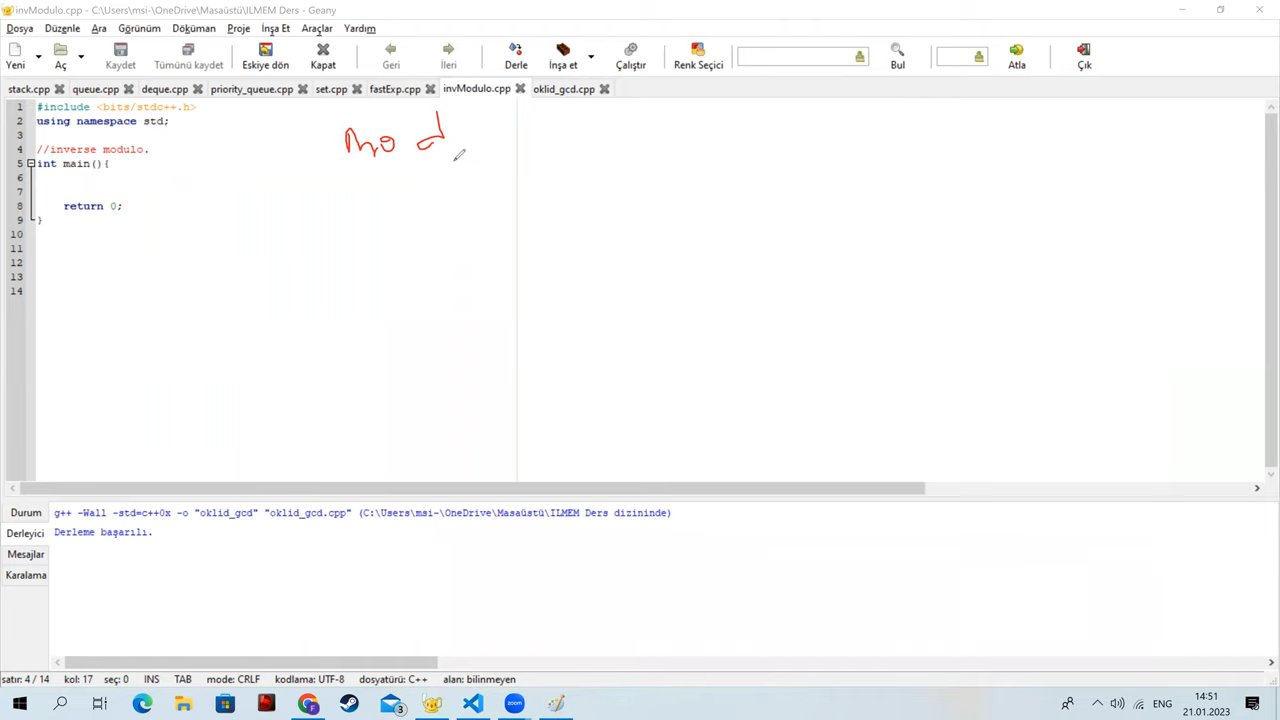 invModulo.cpp - C:\Users\msi-\OneDrive\Masaüstü\ILMEM Ders - Geany
Dosya Düzenle Ara Görünüm Döküman Proje İnşa Et Araçlar Yardım
Yeni Aç Kaydet Tümünü kaydet Eskiye dön Kapat Geri İleri Derle İnşa et Çalıştır Renk Seçici Bul Atla Çık
stack.cpp queue.cpp deque.cpp priority_queue.cpp set.cpp fastExp.cpp invModulo.cpp oklid_gcd.cpp
1 #include <bits/stdc++.h>
2 using namespace std;
3
4 //inverse modulo.
5 int main(){
6
7
8 return 0;
9 }
10
11
12
13
14
mod
Durum
Derleyici
Mesajlar
Karalama
g++ -Wall -std=c++0x -o "oklid_gcd" "oklid_gcd.cpp" (C:\Users\msi-\OneDrive\Masaüstü\ILMEM Ders dizininde)
Derleme başarılı.
satır: 4 / 14 kol: 17 seç: 0 INS TAB mode: CRLF kodlama: UTF-8 dosyatürü: C++ alan: bilinmeyen
3
ENG
14:51
21.01.2023